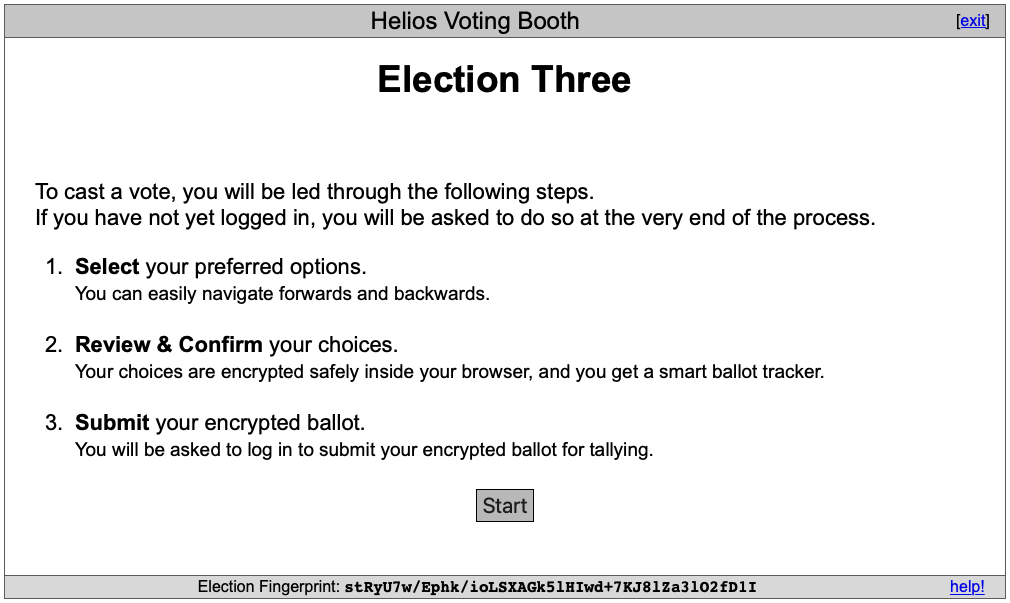 Helios Voting Booth
[exit]
Election Three
To cast a vote, you will be led through the following steps.
If you have not yet logged in, you will be asked to do so at the very end of the process.
1. Select your preferred options.
You can easily navigate forwards and backwards.
2. Review & Confirm your choices.
Your choices are encrypted safely inside your browser, and you get a smart ballot tracker.
3. Submit your encrypted ballot.
You will be asked to log in to submit your encrypted ballot for tallying.
Start
Election Fingerprint: stRyU7w/Ephk/ioLSXAGk5lHIwd+7KJ8lZa3lO2fD1I
help!